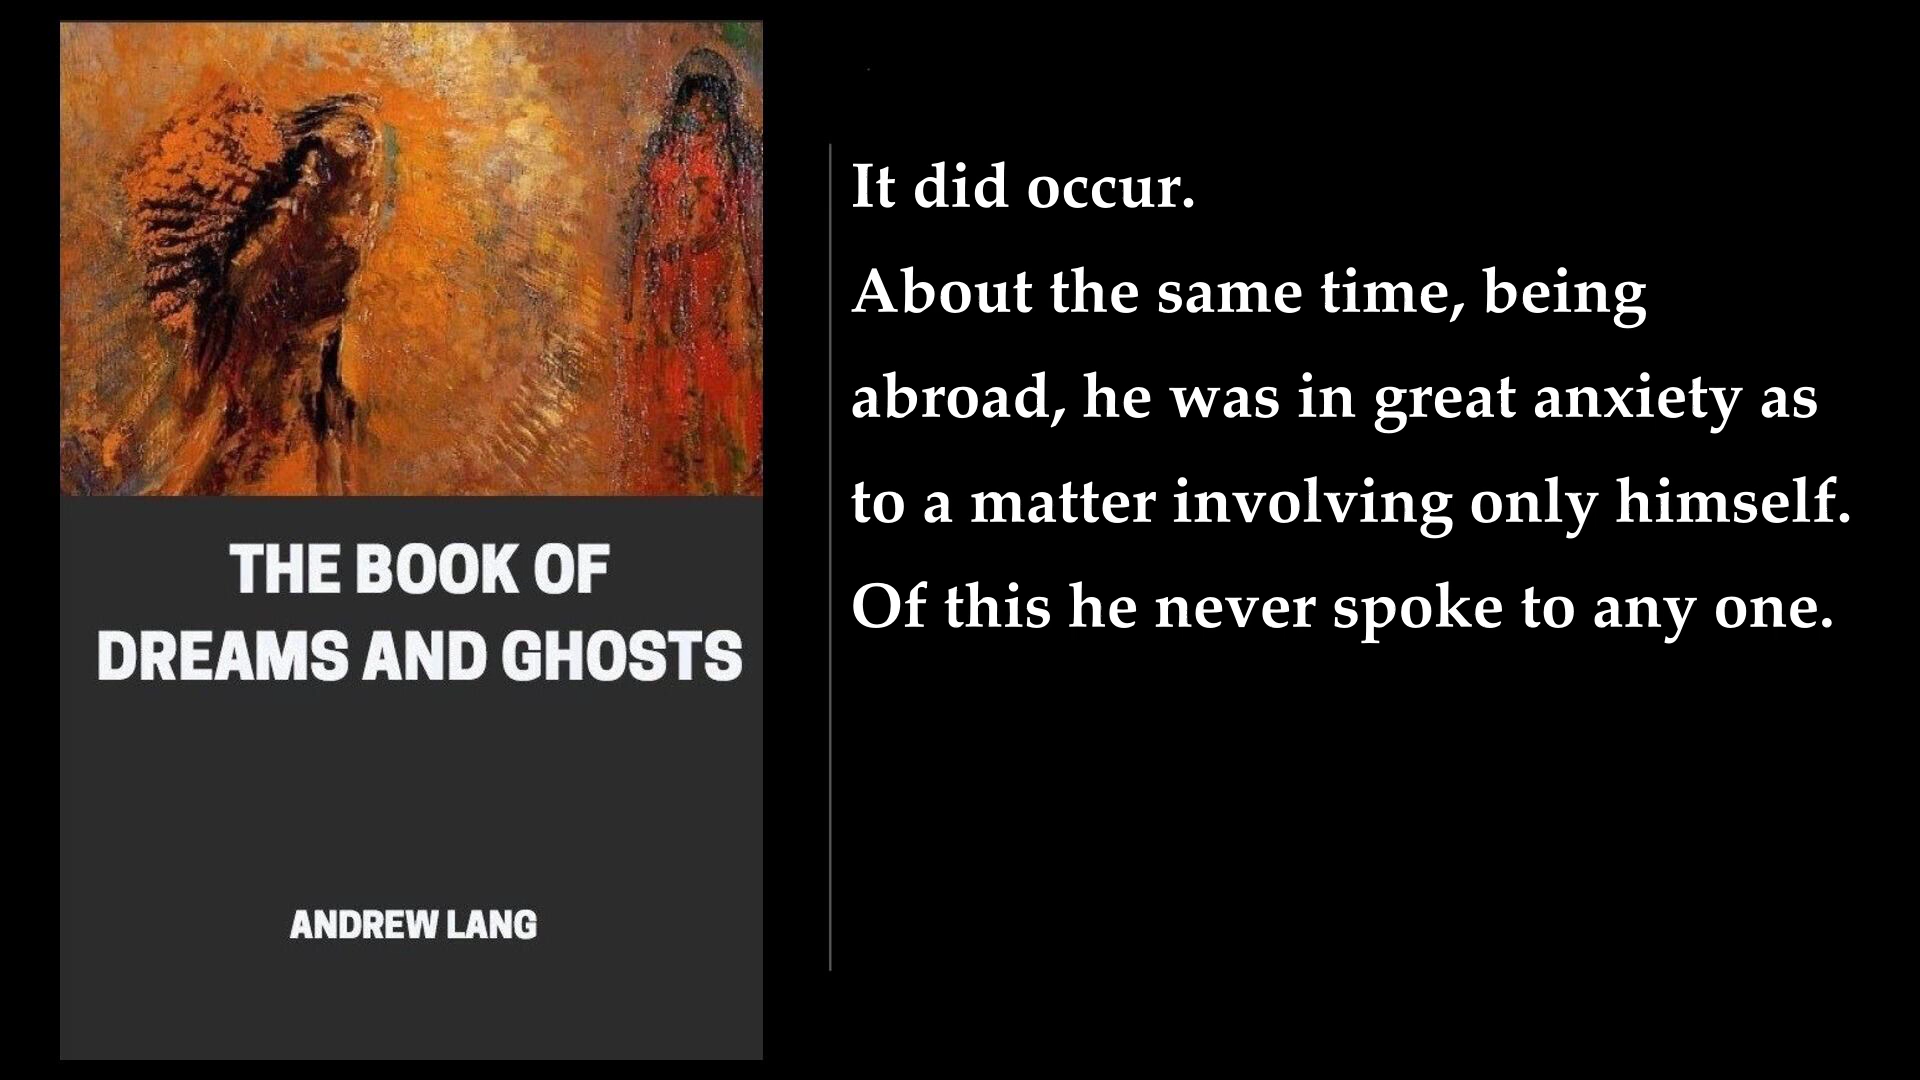 THE BOOK OF
DREAMS AND GHOSTS
ANDREW LANG
It did occur.
About the same time, being
abroad, he was in great anxiety as
to a matter involving only himself.
Of this he never spoke to any one.